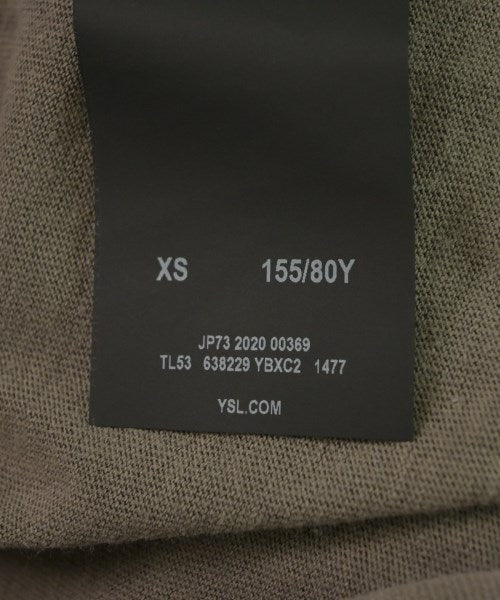 XS 155/80Y
JP73 2020 00369
TL53 638229 YBXC2 1477
YSL.COM